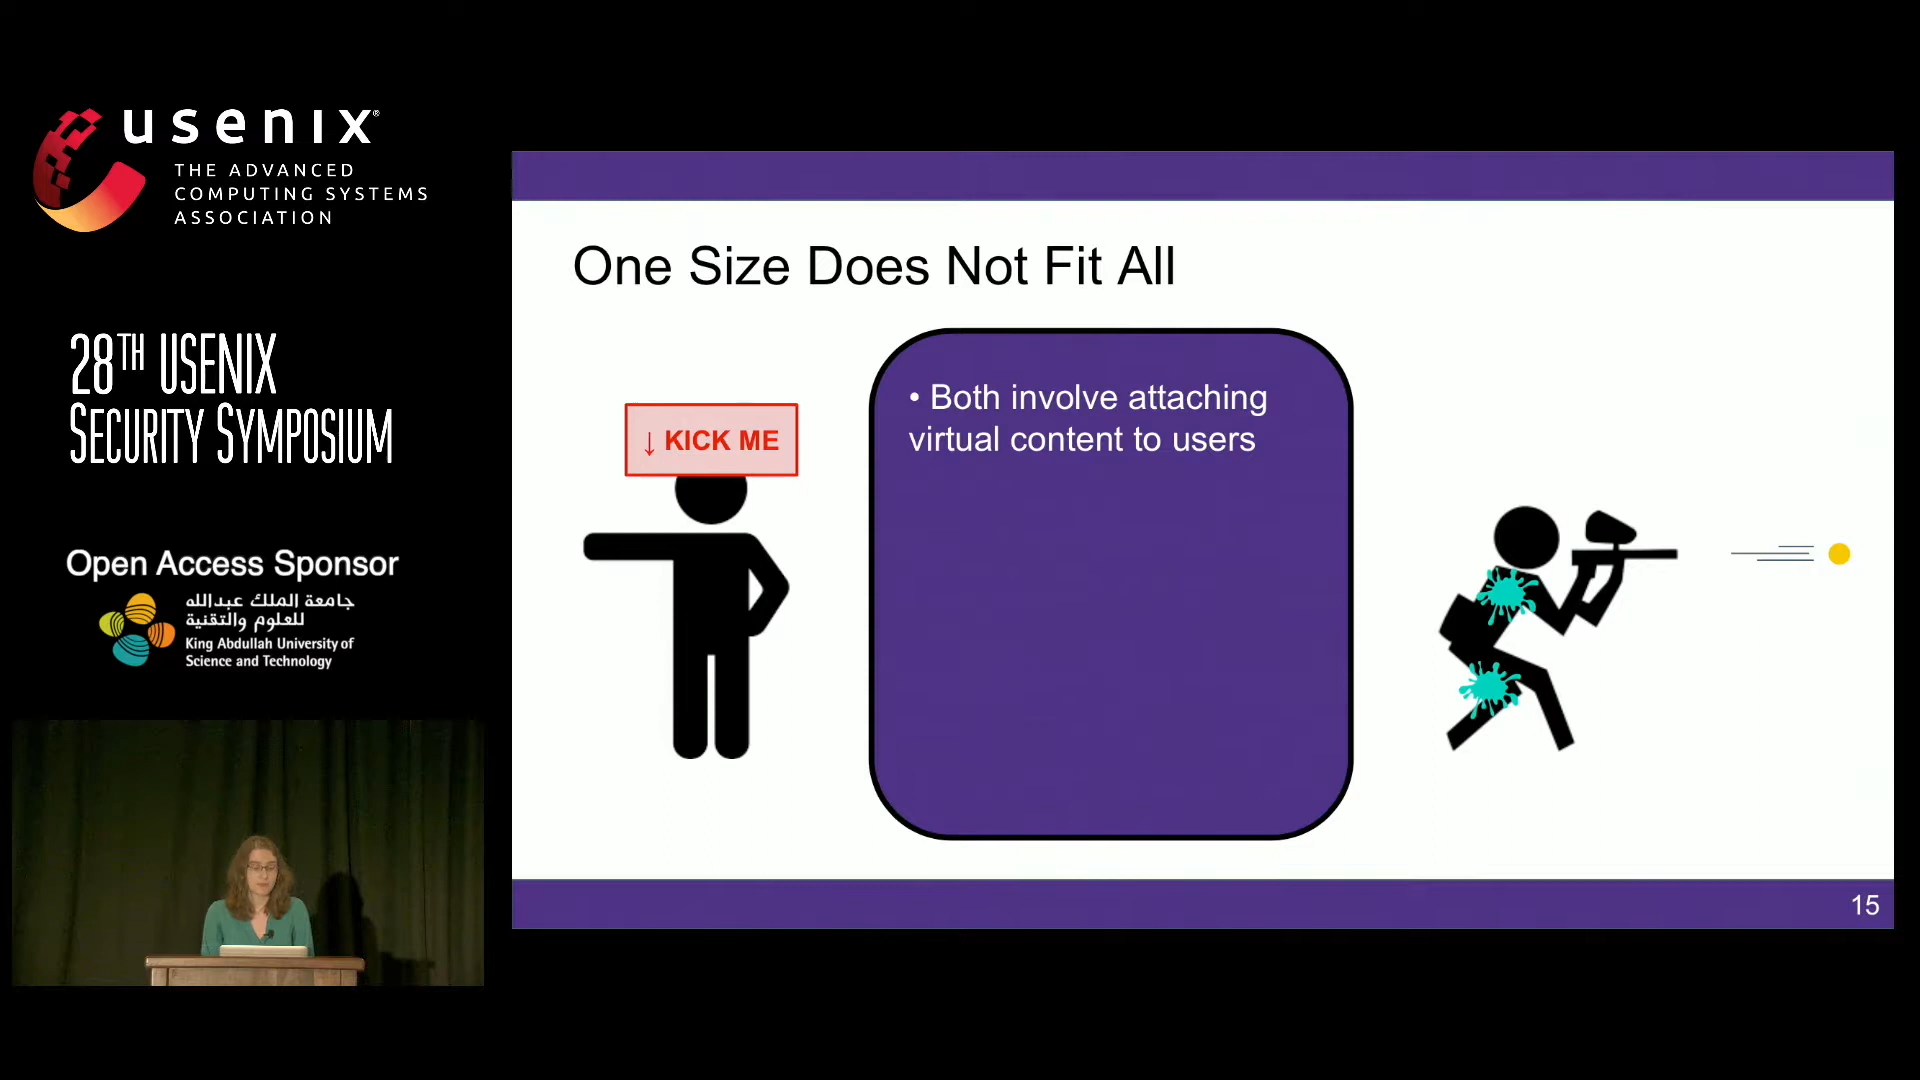 usenix®
THE ADVANCED
COMPUTING SYSTEMS
ASSOCIATION
28TH USENIX
SECURITY SYMPOSIUM
Open Access Sponsor
جامعة الملك عبدالله
للعلوم والتقنية
King Abdullah University of
Science and Technology
One Size Does Not Fit All
↓ KICK ME
• Both involve attaching
virtual content to users
15